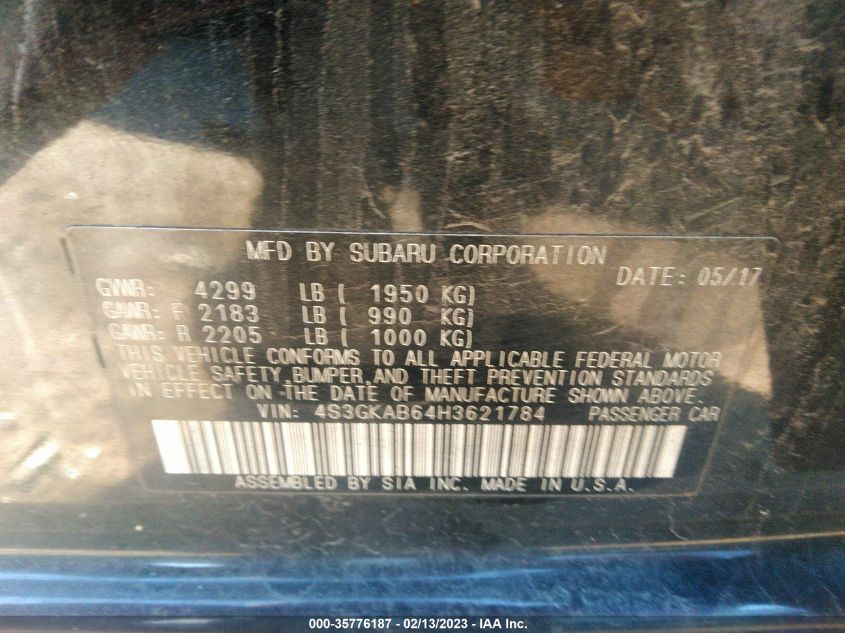 MFD BY SUBARU CORPORATION
DATE: 05/17
GVWR: 4299 LB ( 1950 KG)
GAWR: F 2183 LB ( 990 KG)
GAWR: R 2205 LB ( 1000 KG)
THIS VEHICLE CONFORMS TO ALL APPLICABLE FEDERAL MOTOR
VEHICLE SAFETY, BUMPER, AND THEFT PREVENTION STANDARDS
IN EFFECT ON THE DATE OF MANUFACTURE SHOWN ABOVE.
VIN: 4S3GKAB64H3621784 PASSENGER CAR
ASSEMBLED BY SIA INC. MADE IN U.S.A.
000-35776187 - 02/13/2023 - IAA Inc.